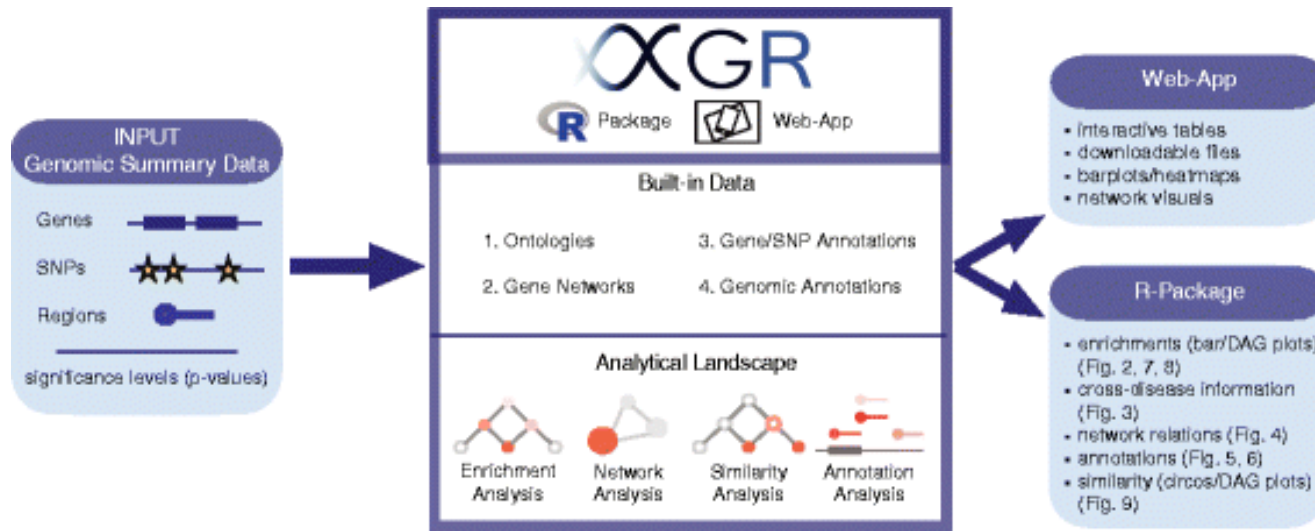 INPUT
Genomic Summary Data
Genes
SNPs
Regions
significance levels (p-values)
XGR
R Package
Web-App
Built-in Data
1. Ontologies
3. Gene/SNP Annotations
2. Gene Networks
4. Genomic Annotations
Analytical Landscape
Enrichment
Analysis
Network
Analysis
Similarity
Analysis
Annotation
Analysis
Web-App
▪ interactive tables
▪ downloadable files
▪ barplots/heatmaps
▪ network visuals
R-Package
▪ enrichments (bar/DAG plots)
(Fig. 2, 7, 8)
▪ cross-disease information
(Fig. 3)
▪ network relations (Fig. 4)
▪ annotations (Fig. 5, 6)
▪ similarity (circos/DAG plots)
(Fig. 9)